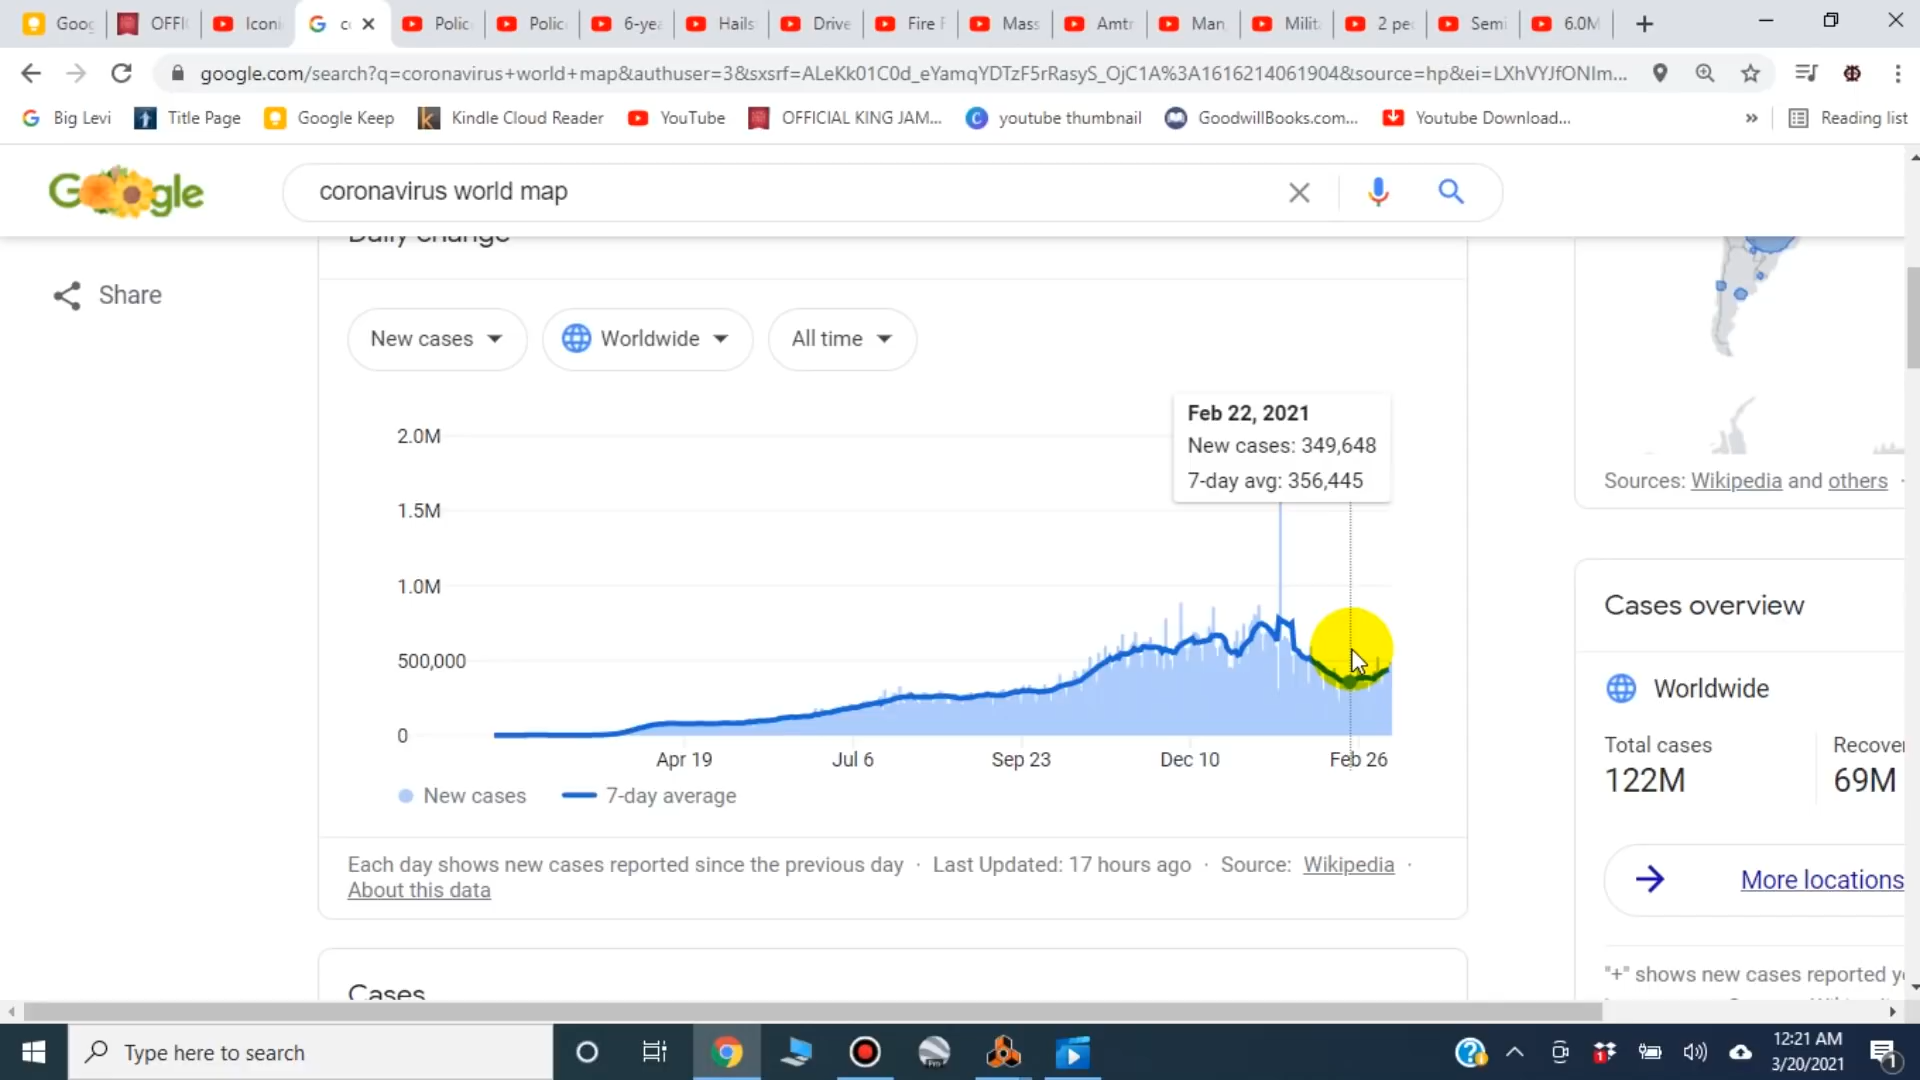 Goog
OFFI
Iconi
Polic
Polic
6-yea
Hails
Drive
Fire F
Mass
Amtr
Man
Milit
2 pe
Semi
6.0M
google.com/search?q=coronavirus+world+map&authuser=3&sxsrf=ALeKk01C0d_eYamqYDTzF5rRasyS_OjC1A%3A1616214061904&source=hp&ei=LXhVYJfONIm...
Big Levi
Title Page
Google Keep
Kindle Cloud Reader
YouTube
OFFICIAL KING JAM...
youtube thumbnail
GoodwillBooks.com...
Youtube Download...
»
Reading list
Google
coronavirus world map
Daily change
Share
New cases
Worldwide
All time
Feb 22, 2021
New cases: 349,648
7-day avg: 356,445
2.0M
1.5M
1.0M
500,000
0
Apr 19
Jul 6
Sep 23
Dec 10
Feb 26
New cases
7-day average
Each day shows new cases reported since the previous day · Last Updated: 17 hours ago · Source: Wikipedia ·
About this data
Cases
Sources: Wikipedia and others ·
Cases overview
Worldwide
Total cases
Recover
122M
69M
More locations
"+" shows new cases reported y
Type here to search
12:21 AM
3/20/2021
1
1